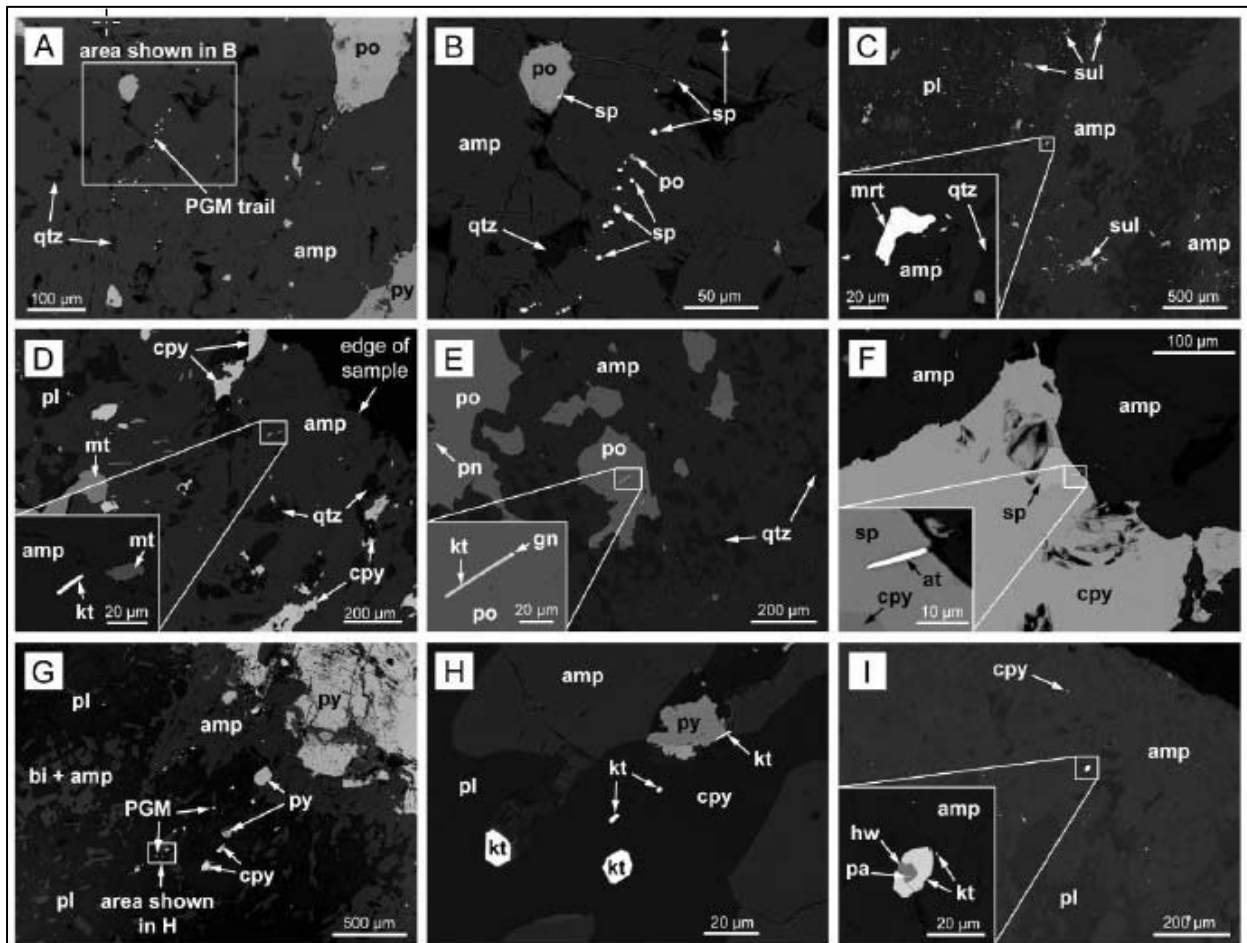 A
area shown in B
po
PGM trail
qtz
amp
py
100 µm
B
po
sp
sp
amp
po
qtz
sp
50 µm
C
sul
pl
amp
mrt
qtz
amp
20 µm
sul
amp
500 µm
D
cpy
edge of
sample
pl
amp
mt
qtz
amp
mt
kt
20 µm
cpy
200 µm
E
amp
po
po
pn
qtz
kt
gn
po
20 µm
200 µm
F
100 µm
amp
amp
sp
sp
at
cpy
10 µm
cpy
G
pl
py
amp
bi + amp
PGM
py
cpy
pl
area shown
in H
500 µm
H
amp
py
kt
kt
pl
cpy
kt
kt
20 µm
I
cpy
amp
amp
hw
pa
kt
20 µm
pl
200 µm